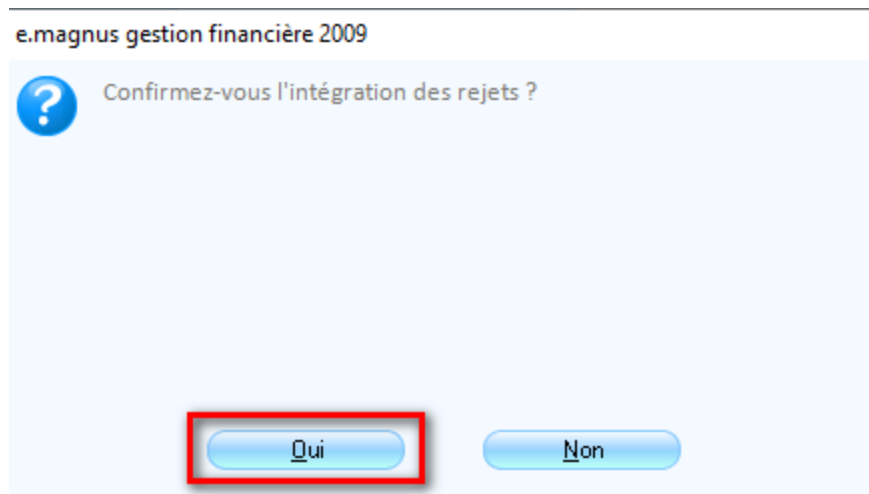 e.magnus gestion financière 2009
Confirmez-vous l'intégration des rejets ?
Oui
Non